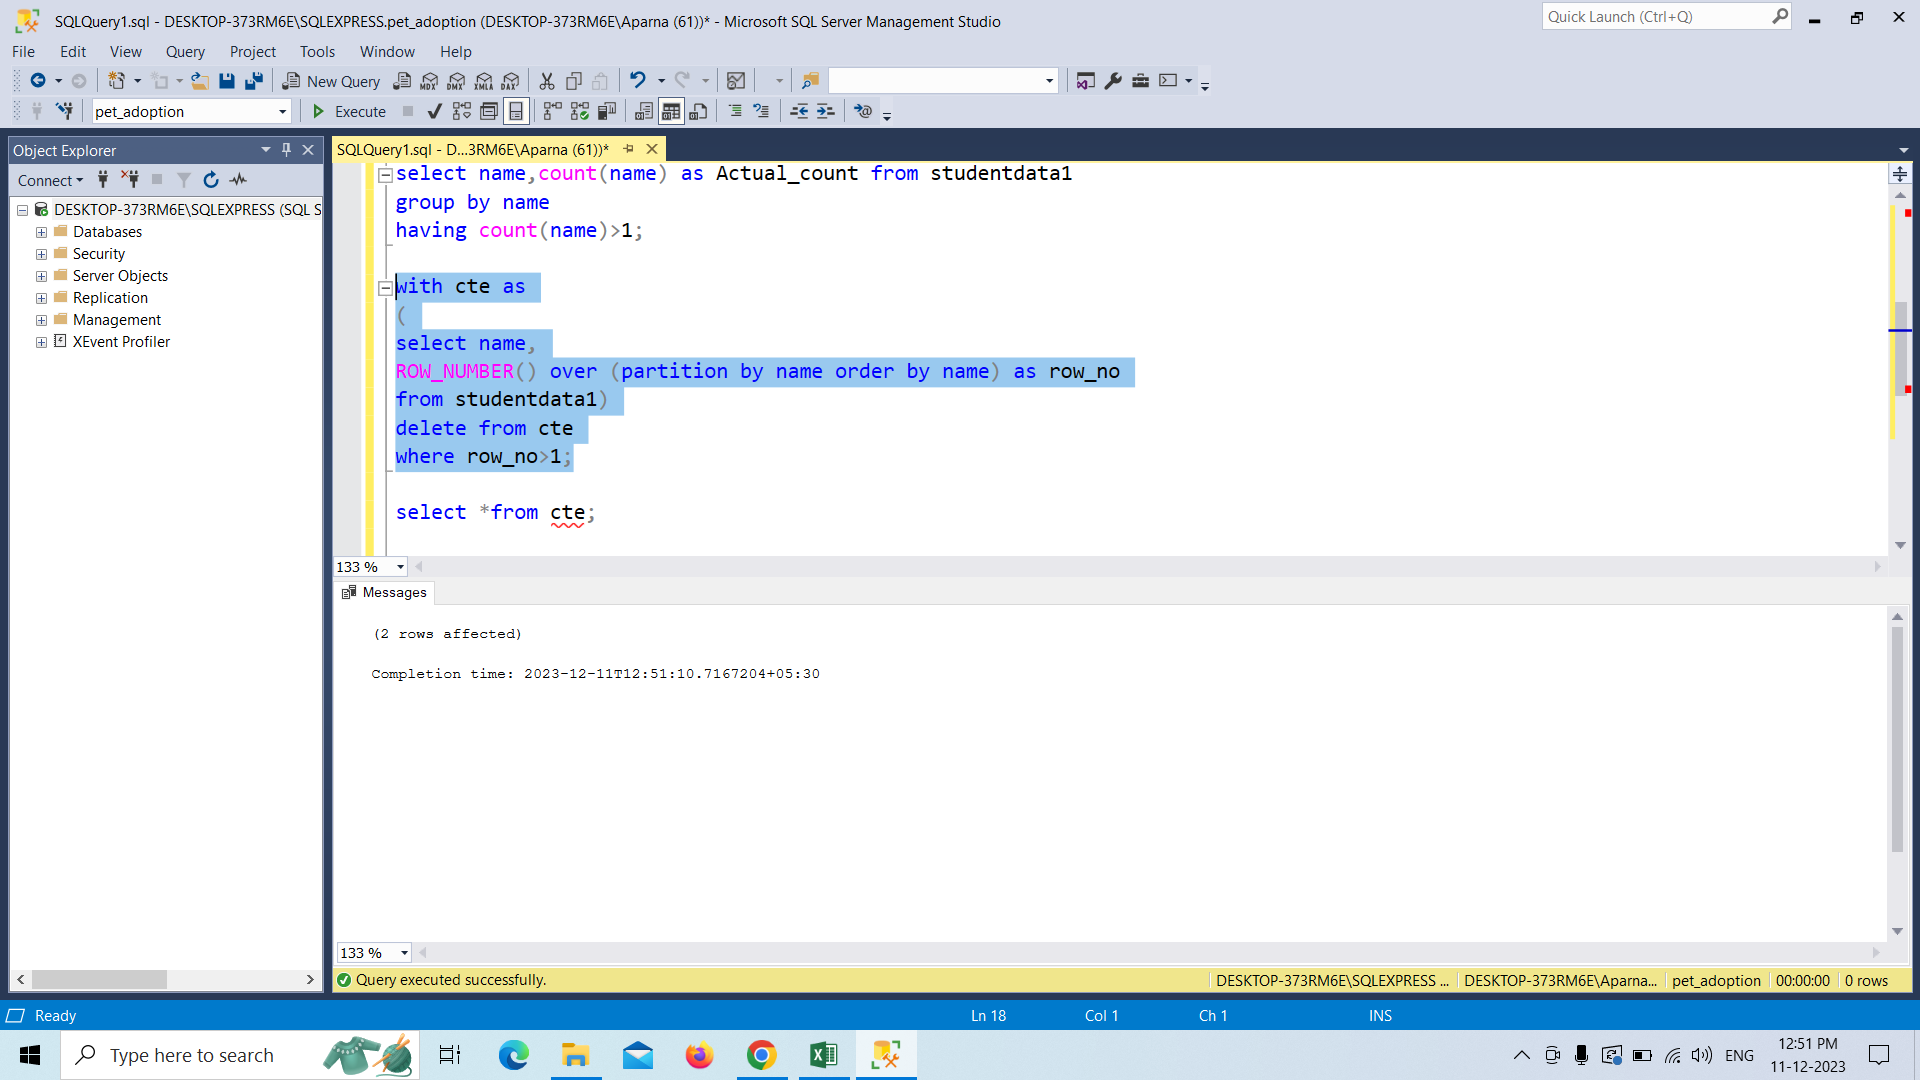 SQLQuery1.sql - DESKTOP-373RM6E\SQLEXPRESS.pet_adoption (DESKTOP-373RM6E\Aparna (61))* - Microsoft SQL Server Management Studio
Quick Launch (Ctrl+Q)
File Edit View Query Project Tools Window Help
New Query
MDX DMX XMLA DAX
pet_adoption
Execute
Object Explorer
SQLQuery1.sql - D...3RM6E\Aparna (61))*
Connect
DESKTOP-373RM6E\SQLEXPRESS (SQL S
Databases
Security
Server Objects
Replication
Management
XEvent Profiler
select name,count(name) as Actual_count from studentdata1
group by name
having count(name)>1;
with cte as
(
select name,
ROW_NUMBER() over (partition by name order by name) as row_no
from studentdata1)
delete from cte
where row_no>1;
select *from cte;
133 %
Messages
(2 rows affected)
Completion time: 2023-12-11T12:51:10.7167204+05:30
133 %
Query executed successfully.
DESKTOP-373RM6E\SQLEXPRESS ...
DESKTOP-373RM6E\Aparna...
pet_adoption
00:00:00
0 rows
Ready
Ln 18
Col 1
Ch 1
INS
Type here to search
ENG
12:51 PM
11-12-2023